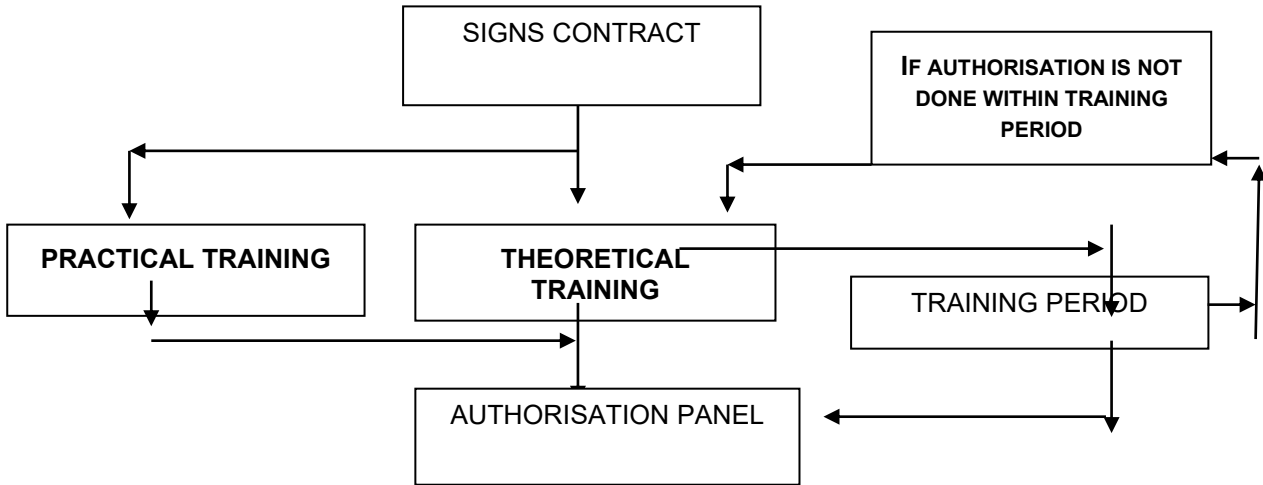 SIGNS CONTRACT
IF AUTHORISATION IS NOT
DONE WITHIN TRAINING
PERIOD
PRACTICAL TRAINING
THEORETICAL
TRAINING
TRAINING PERIOD
AUTHORISATION PANEL